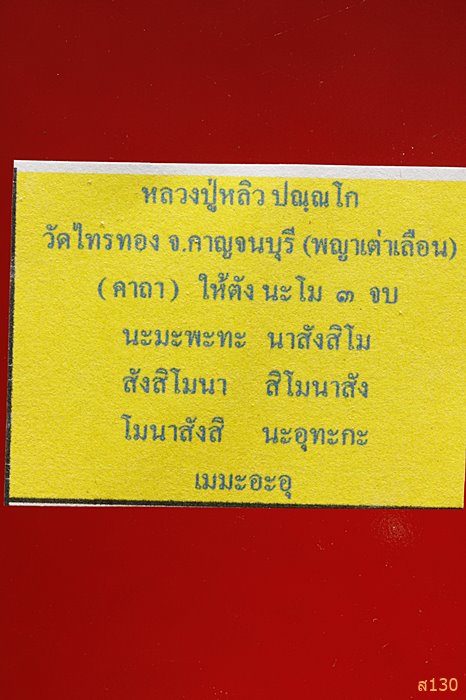 หลวงปู่หลิว ปณฺณโก
วัดไทรทอง จ.กาญจนบุรี (พญาเต่าเลือน)
(คาถา) ให้ตั้ง นะโม ๓ จบ
นะมะพะทะ นาสังสิโม
สังสิโมนา สิโมนาสัง
โมนาสังสิ นะอุทะกะ
เมมะอะอุ
ส130